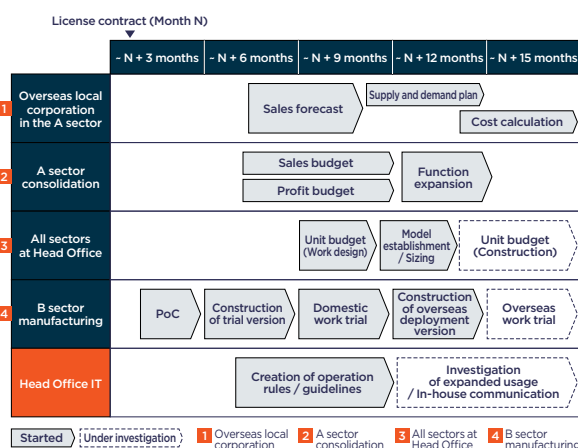 License contract (Month N)
~ N + 3 months
~ N + 6 months
~ N + 9 months
~ N + 12 months
~ N + 15 months
1
Overseas local
corporation
in the A sector
Sales forecast
Supply and demand plan
Cost calculation
2
A sector
consolidation
Sales budget
Profit budget
Function
expansion
3
All sectors
at Head Office
Unit budget
(Work design)
Model
establishment
/ Sizing
Unit budget
(Construction)
4
B sector
manufacturing
PoC
Construction
of trial version
Domestic
work trial
Construction
of overseas
deployment
version
Overseas
work trial
Head Office IT
Creation of operation
rules / guidelines
Investigation
of expanded usage
/ In-house communication
Started
Under investigation
1 Overseas local
corporation
2 A sector
consolidation
3 All sectors at
Head Office
4 B sector
manufacturing